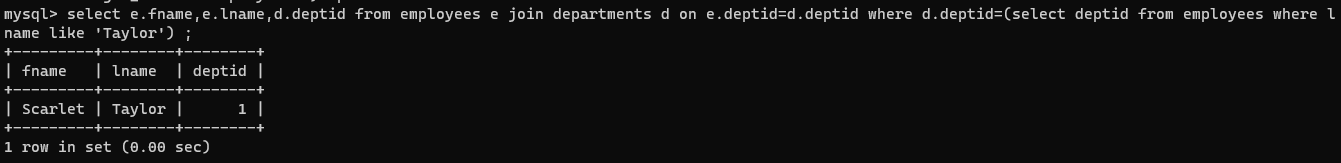 mysql> select e.fname,e.lname,d.deptid from employees e join departments d on e.deptid=d.deptid where d.deptid=(select deptid from employees where l
name like 'Taylor') ;
+---------+--------+--------+
| fname   | lname  | deptid |
+---------+--------+--------+
| Scarlet | Taylor |      1 |
+---------+--------+--------+
1 row in set (0.00 sec)